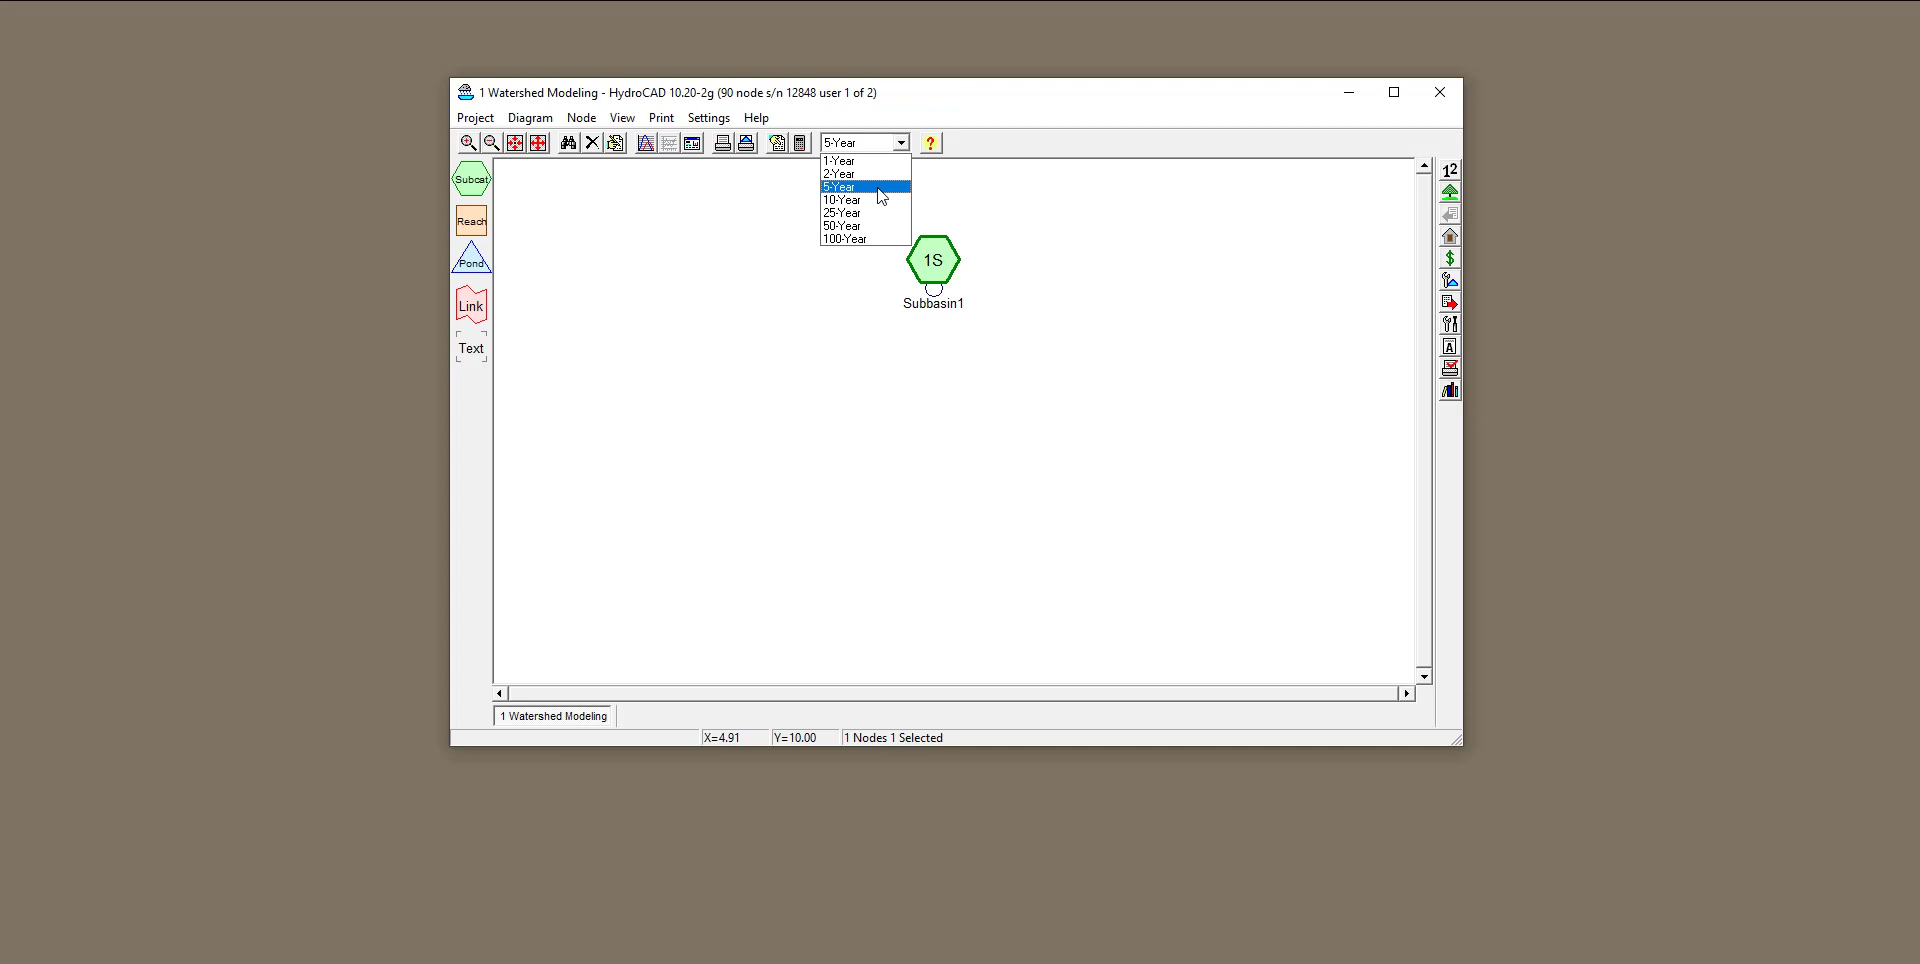 1 Watershed Modeling - HydroCAD 10.20-2g (90 node s/n 12848 user 1 of 2)
Project Diagram Node View Print Settings Help
5-Year
?
1-Year
2-Year
5-Year
10-Year
25-Year
50-Year
100-Year
Subcat
Reach
Pond
Link
Text
1S
Subbasin1
12
$
A
1 Watershed Modeling
X=4.91 Y=10.00 1 Nodes 1 Selected